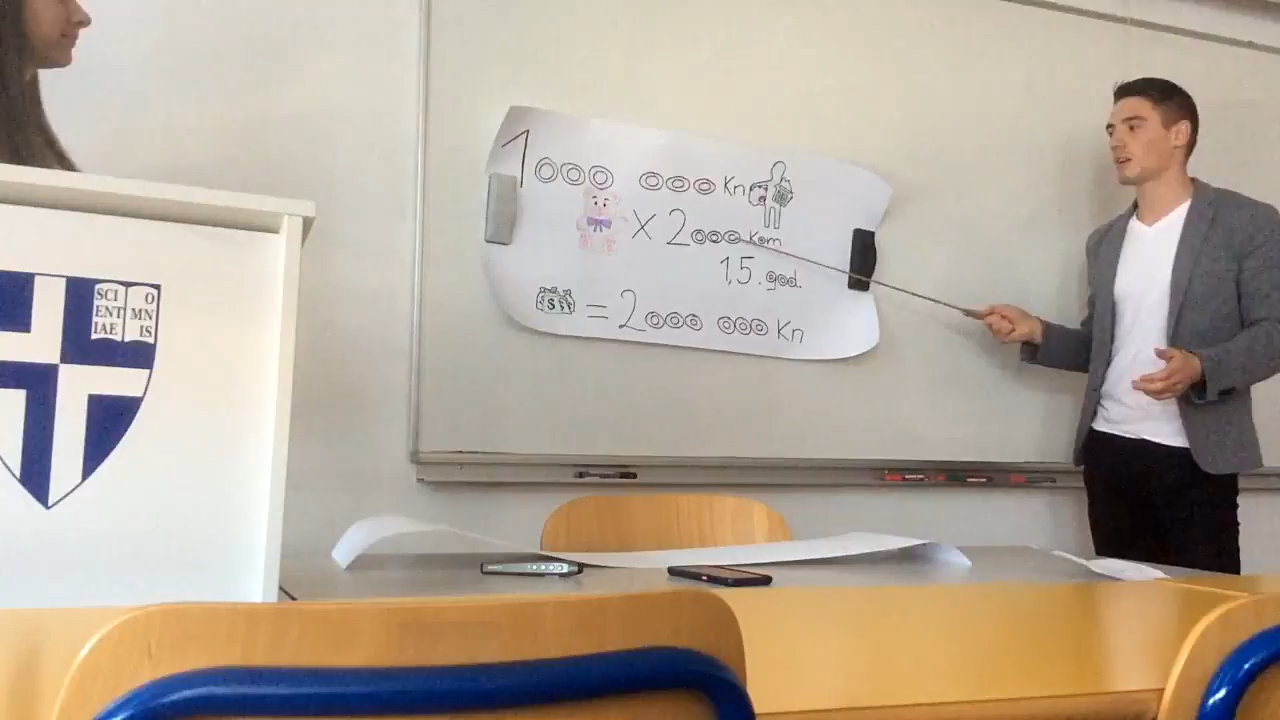 1000 000 Kn
X 2000 Kom
1,5. god.
$ = 2000 000 Kn
SCI O
ENT MN
IAE IS